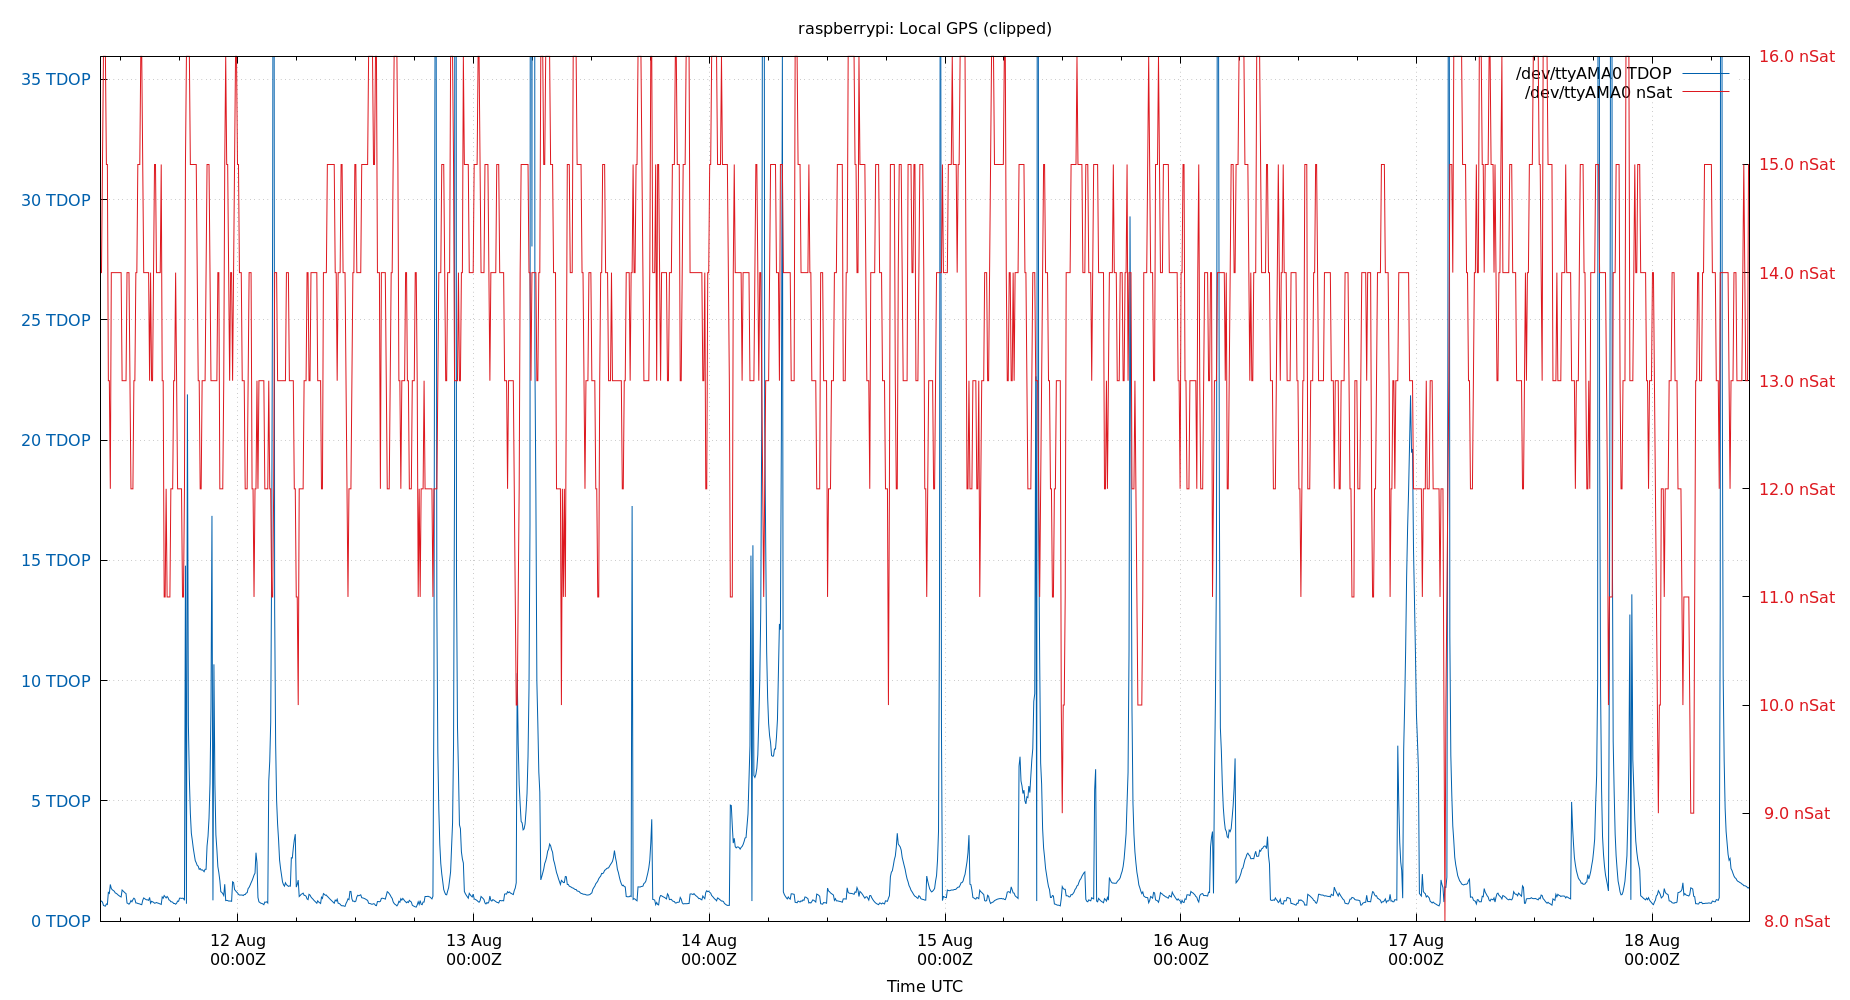 raspberrypi: Local GPS (clipped)
/dev/ttyAMA0 TDOP
/dev/ttyAMA0 nSat
35 TDOP
30 TDOP
25 TDOP
20 TDOP
15 TDOP
10 TDOP
5 TDOP
0 TDOP
16.0 nSat
15.0 nSat
14.0 nSat
13.0 nSat
12.0 nSat
11.0 nSat
10.0 nSat
9.0 nSat
8.0 nSat
12 Aug
00:00Z
13 Aug
00:00Z
14 Aug
00:00Z
15 Aug
00:00Z
16 Aug
00:00Z
17 Aug
00:00Z
18 Aug
00:00Z
Time UTC